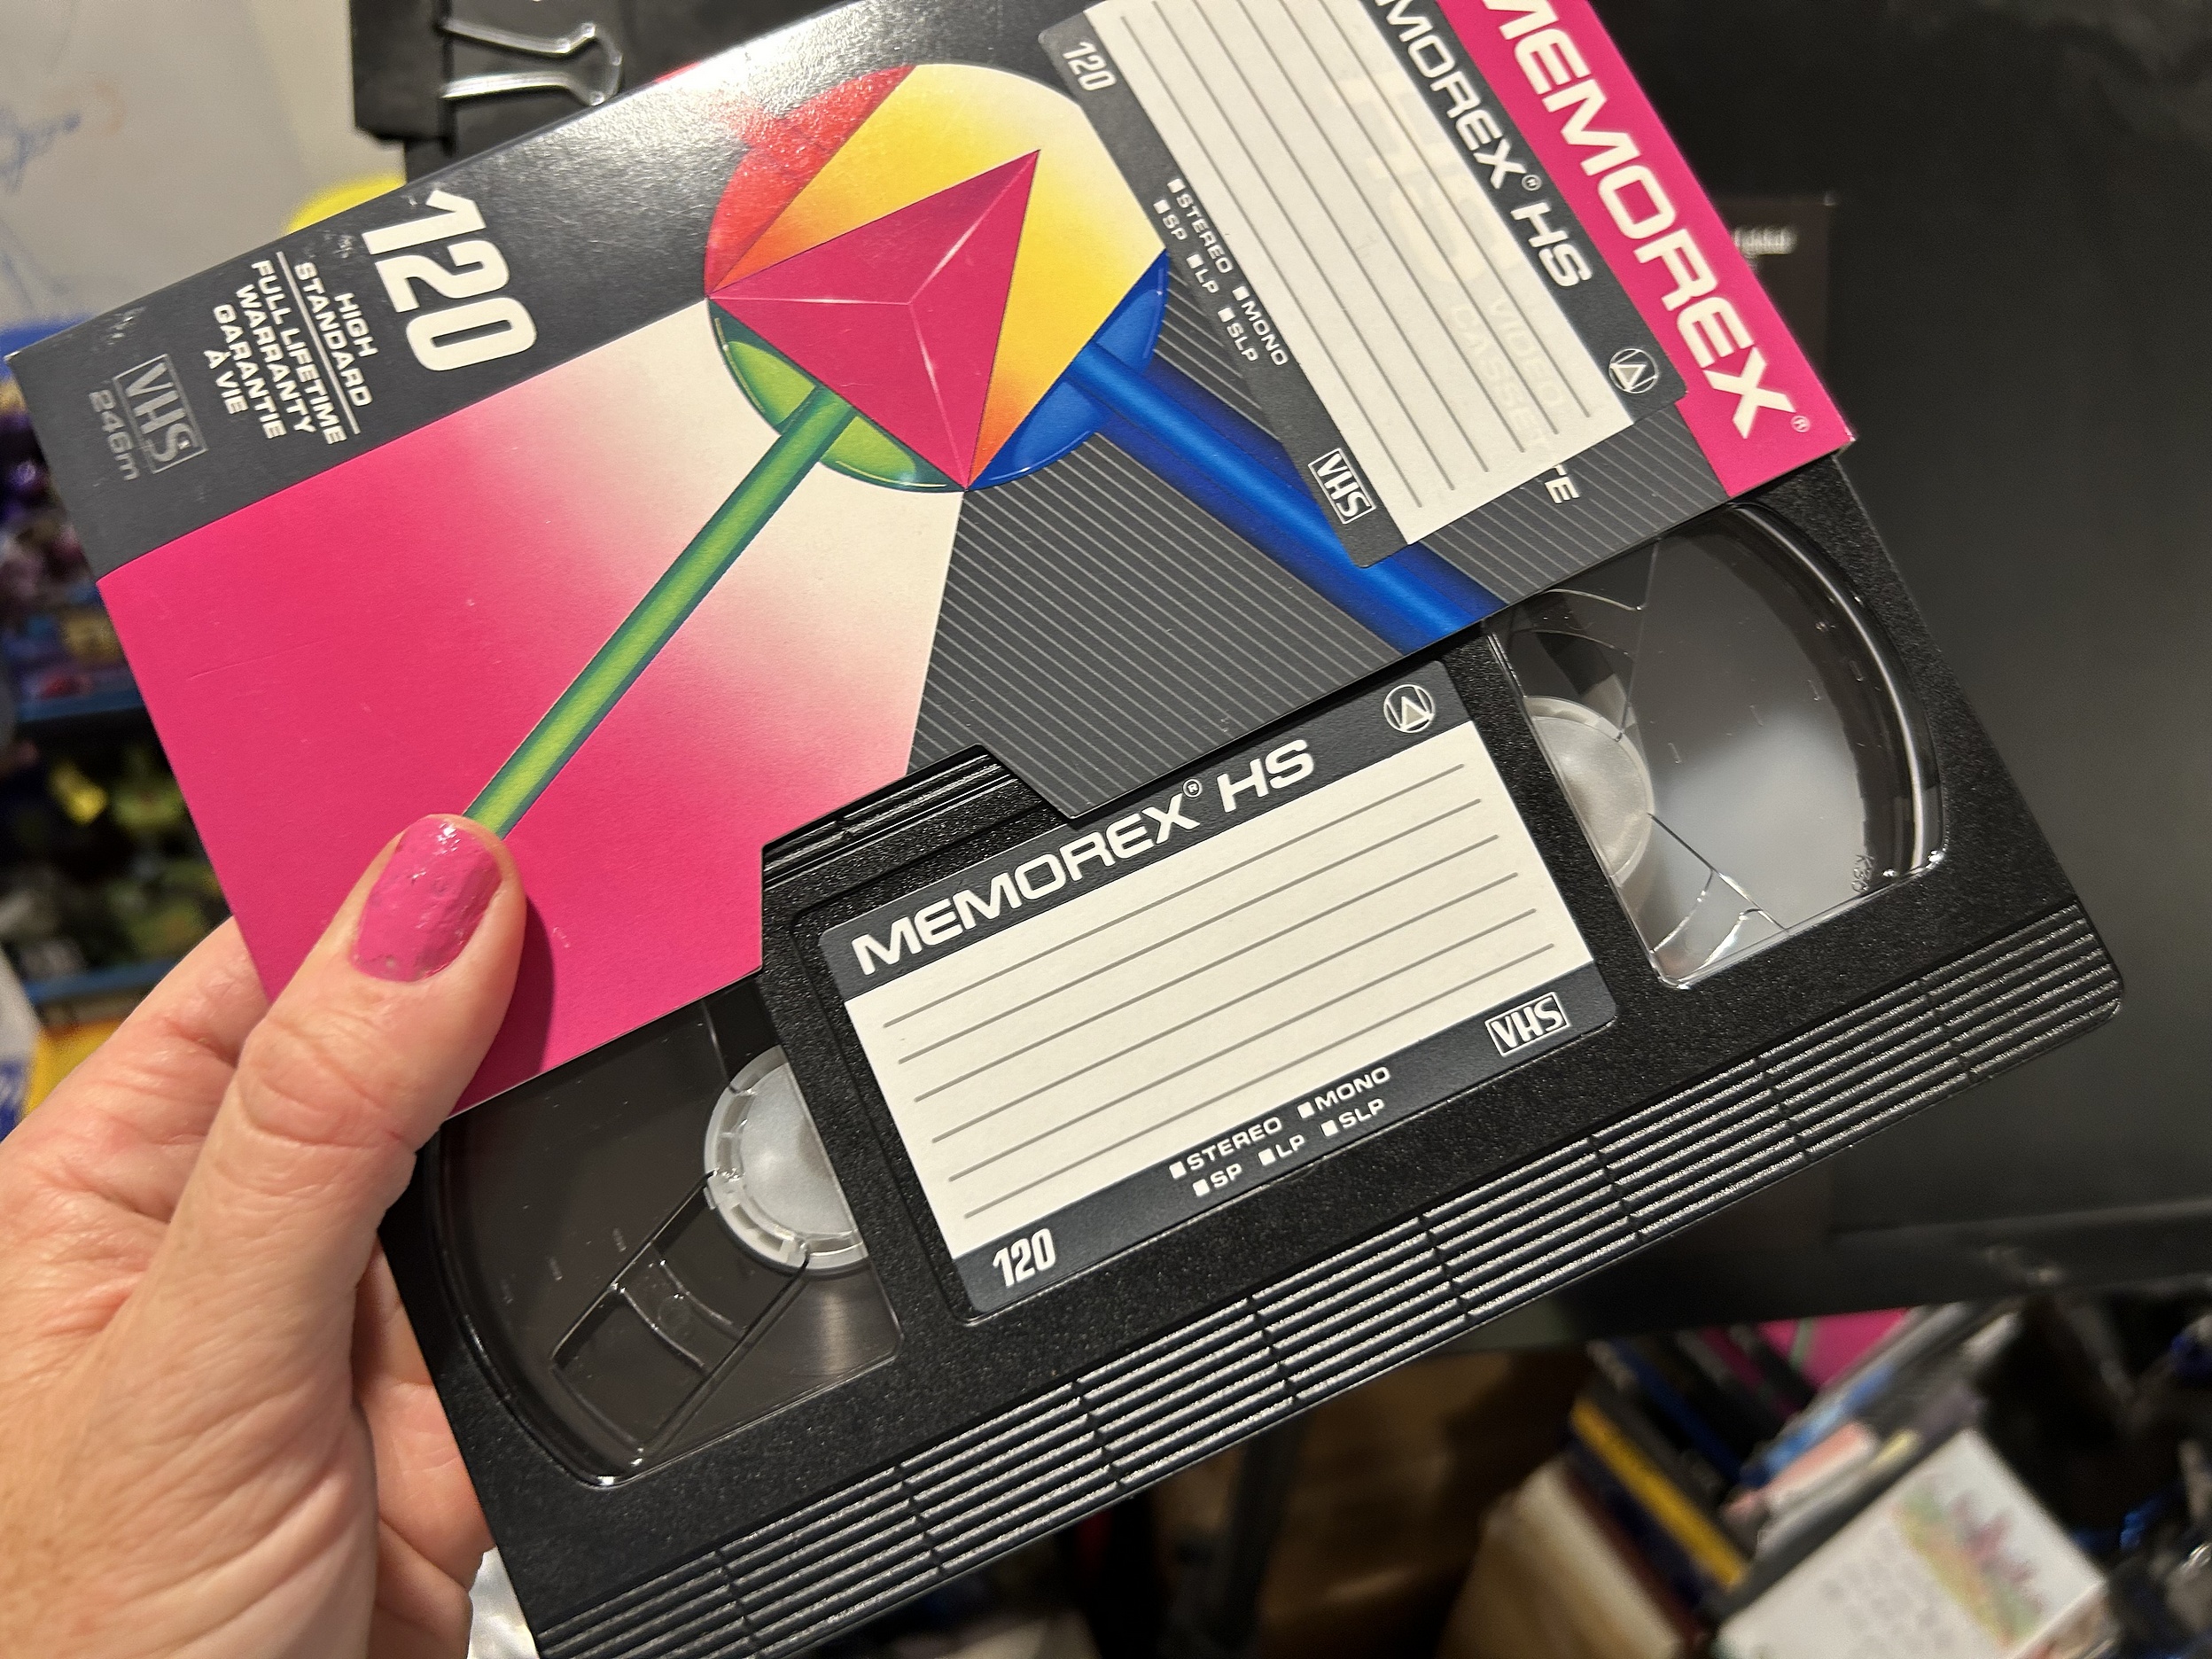 MEMOREX®
MEMOREX® HS
120
VIDEO
CASSETTE
■STEREO ■MONO
■SP ■LP ■SLP
VHS
120
HIGH
STANDARD
FULL LIFETIME
WARRANTY
GARANTIE
À VIE
VHS
246m
MEMOREX® HS
VHS
■STEREO ■MONO
■SP ■LP ■SLP
120